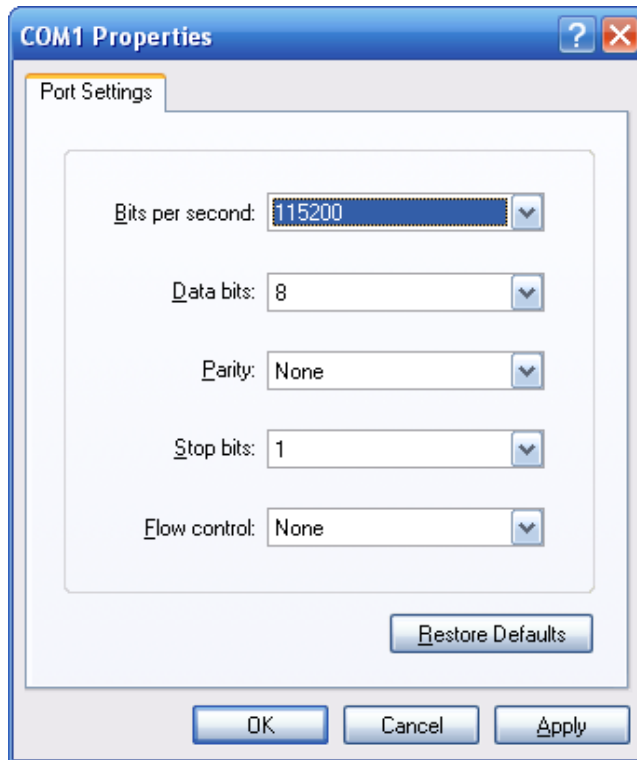 COM1 Properties
Port Settings
Bits per second: 115200
Data bits: 8
Parity: None
Stop bits: 1
Flow control: None
Restore Defaults
OK Cancel Apply